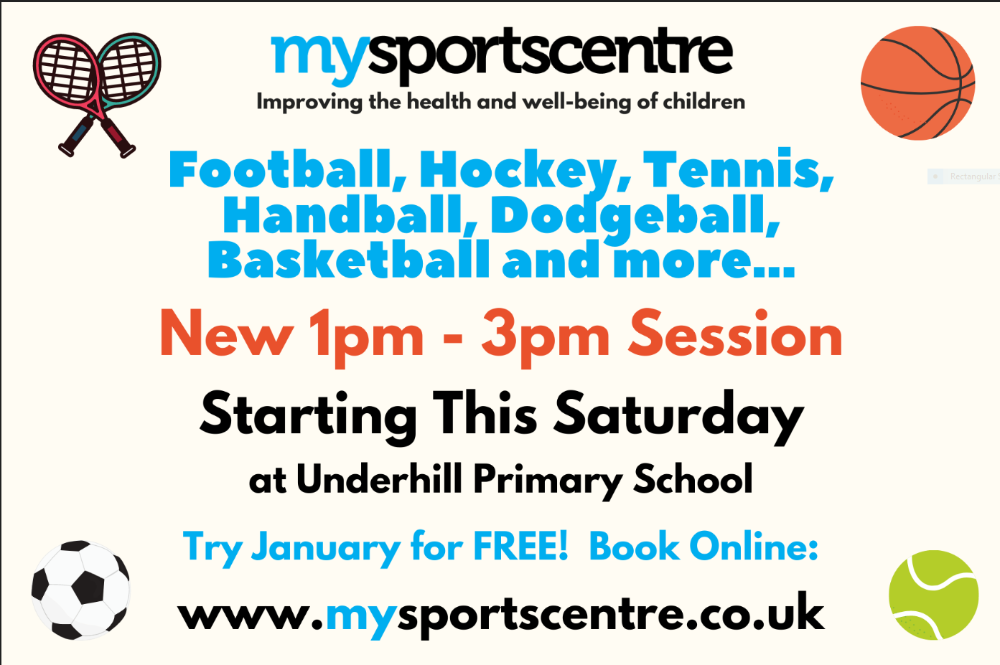 mysportscentre
Improving the health and well-being of children
Football, Hockey, Tennis,
Handball, Dodgeball,
Basketball and more...
Rectangular
New 1pm - 3pm Session
Starting This Saturday
at Underhill Primary School
Try January for FREE! Book Online:
www.mysportscentre.co.uk